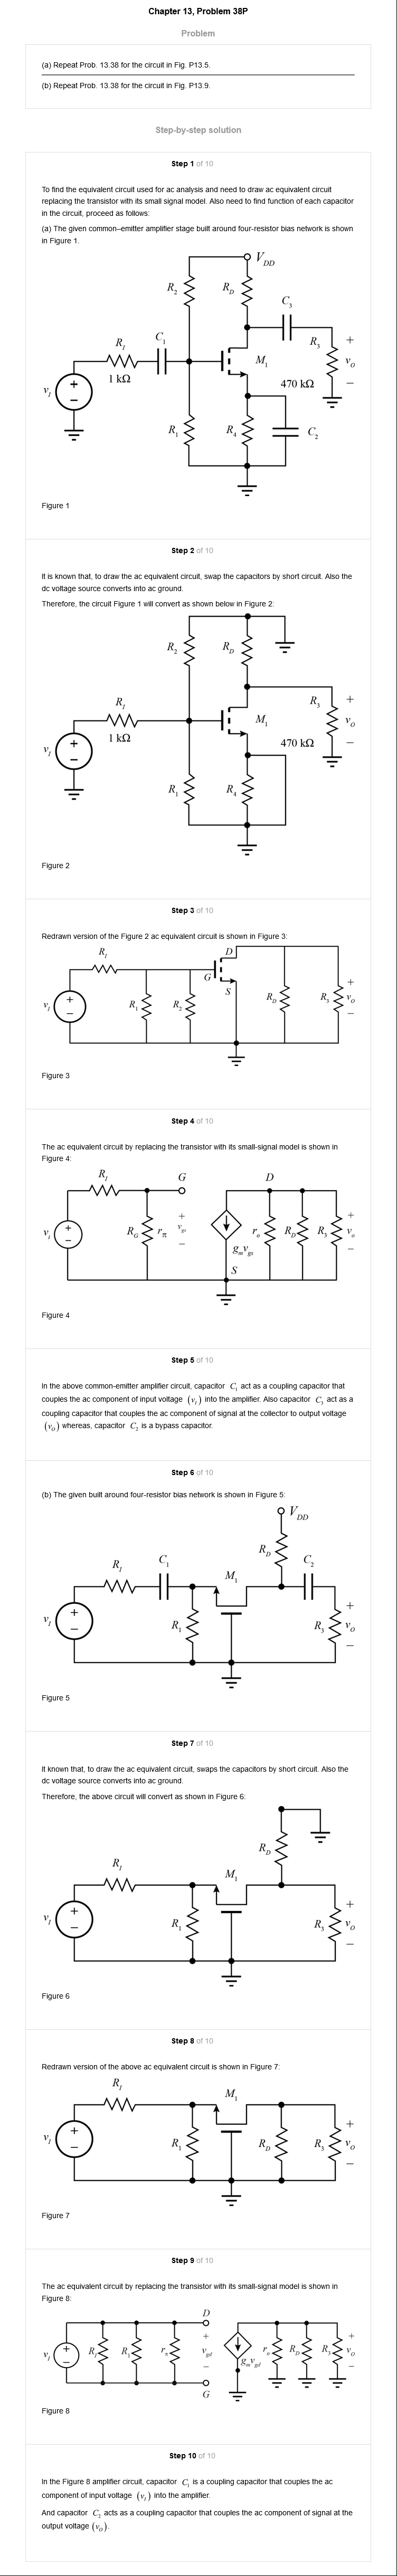 Chapter 13, Problem 38P
Problem
(a) Repeat Prob. 13.38 for the circuit in Fig. P13.5.
(b) Repeat Prob. 13.38 for the circuit in Fig. P13.9.
Step-by-step solution
Step 1 of 10
To find the equivalent circuit used for ac analysis and need to draw ac equivalent circuit
replacing the transistor with its small signal model. Also need to find function of each capacitor
in the circuit, proceed as follows:
(a) The given common–emitter amplifier stage built around four-resistor bias network is shown
in Figure 1.
V_DD
R_2
R_D
C_3
R_I
C_1
R_3
+
1 kΩ
M_1
v_O
v_I
+
−
470 kΩ
−
R_1
R_4
C_2
Figure 1
Step 2 of 10
It is known that, to draw the ac equivalent circuit, swap the capacitors by short circuit. Also the
dc voltage source converts into ac ground.
Therefore, the circuit Figure 1 will convert as shown below in Figure 2:
R_2
R_D
R_I
R_3
+
1 kΩ
M_1
v_O
v_I
+
−
470 kΩ
−
R_1
R_4
Figure 2
Step 3 of 10
Redrawn version of the Figure 2 ac equivalent circuit is shown in Figure 3:
R_I
D
G
S
v_I
+
−
R_1
R_2
R_D
R_3
+
v_O
−
Figure 3
Step 4 of 10
The ac equivalent circuit by replacing the transistor with its small-signal model is shown in
Figure 4:
R_I
G
D
v_i
+
−
R_G
r_π
+
v_gs
−
g_m v_gs
r_o
R_D
R_3
+
v_o
−
S
Figure 4
Step 5 of 10
In the above common-emitter amplifier circuit, capacitor C_1 act as a coupling capacitor that
couples the ac component of input voltage (v_I) into the amplifier. Also capacitor C_3 act as a
coupling capacitor that couples the ac component of signal at the collector to output voltage
(v_O) whereas, capacitor C_2 is a bypass capacitor.
Step 6 of 10
(b) The given built around four-resistor bias network is shown in Figure 5:
V_DD
R_D
R_I
C_1
M_1
C_2
v_I
+
−
R_1
R_3
+
v_O
−
Figure 5
Step 7 of 10
It known that, to draw the ac equivalent circuit, swaps the capacitors by short circuit. Also the
dc voltage source converts into ac ground.
Therefore, the above circuit will convert as shown in Figure 6:
R_D
R_I
M_1
v_I
+
−
R_1
R_3
+
v_O
−
Figure 6
Step 8 of 10
Redrawn version of the above ac equivalent circuit is shown in Figure 7:
R_I
M_1
v_I
+
−
R_1
R_D
R_3
+
v_O
−
Figure 7
Step 9 of 10
The ac equivalent circuit by replacing the transistor with its small-signal model is shown in
Figure 8:
D
v_I
+
−
R_I
R_1
r_π
+
v_gd
−
g_m v_gd
r_o
R_D
R_3
+
v_O
−
G
Figure 8
Step 10 of 10
In the Figure 8 amplifier circuit, capacitor C_1 is a coupling capacitor that couples the ac
component of input voltage (v_I) into the amplifier.
And capacitor C_2 acts as a coupling capacitor that couples the ac component of signal at the
output voltage (v_O).